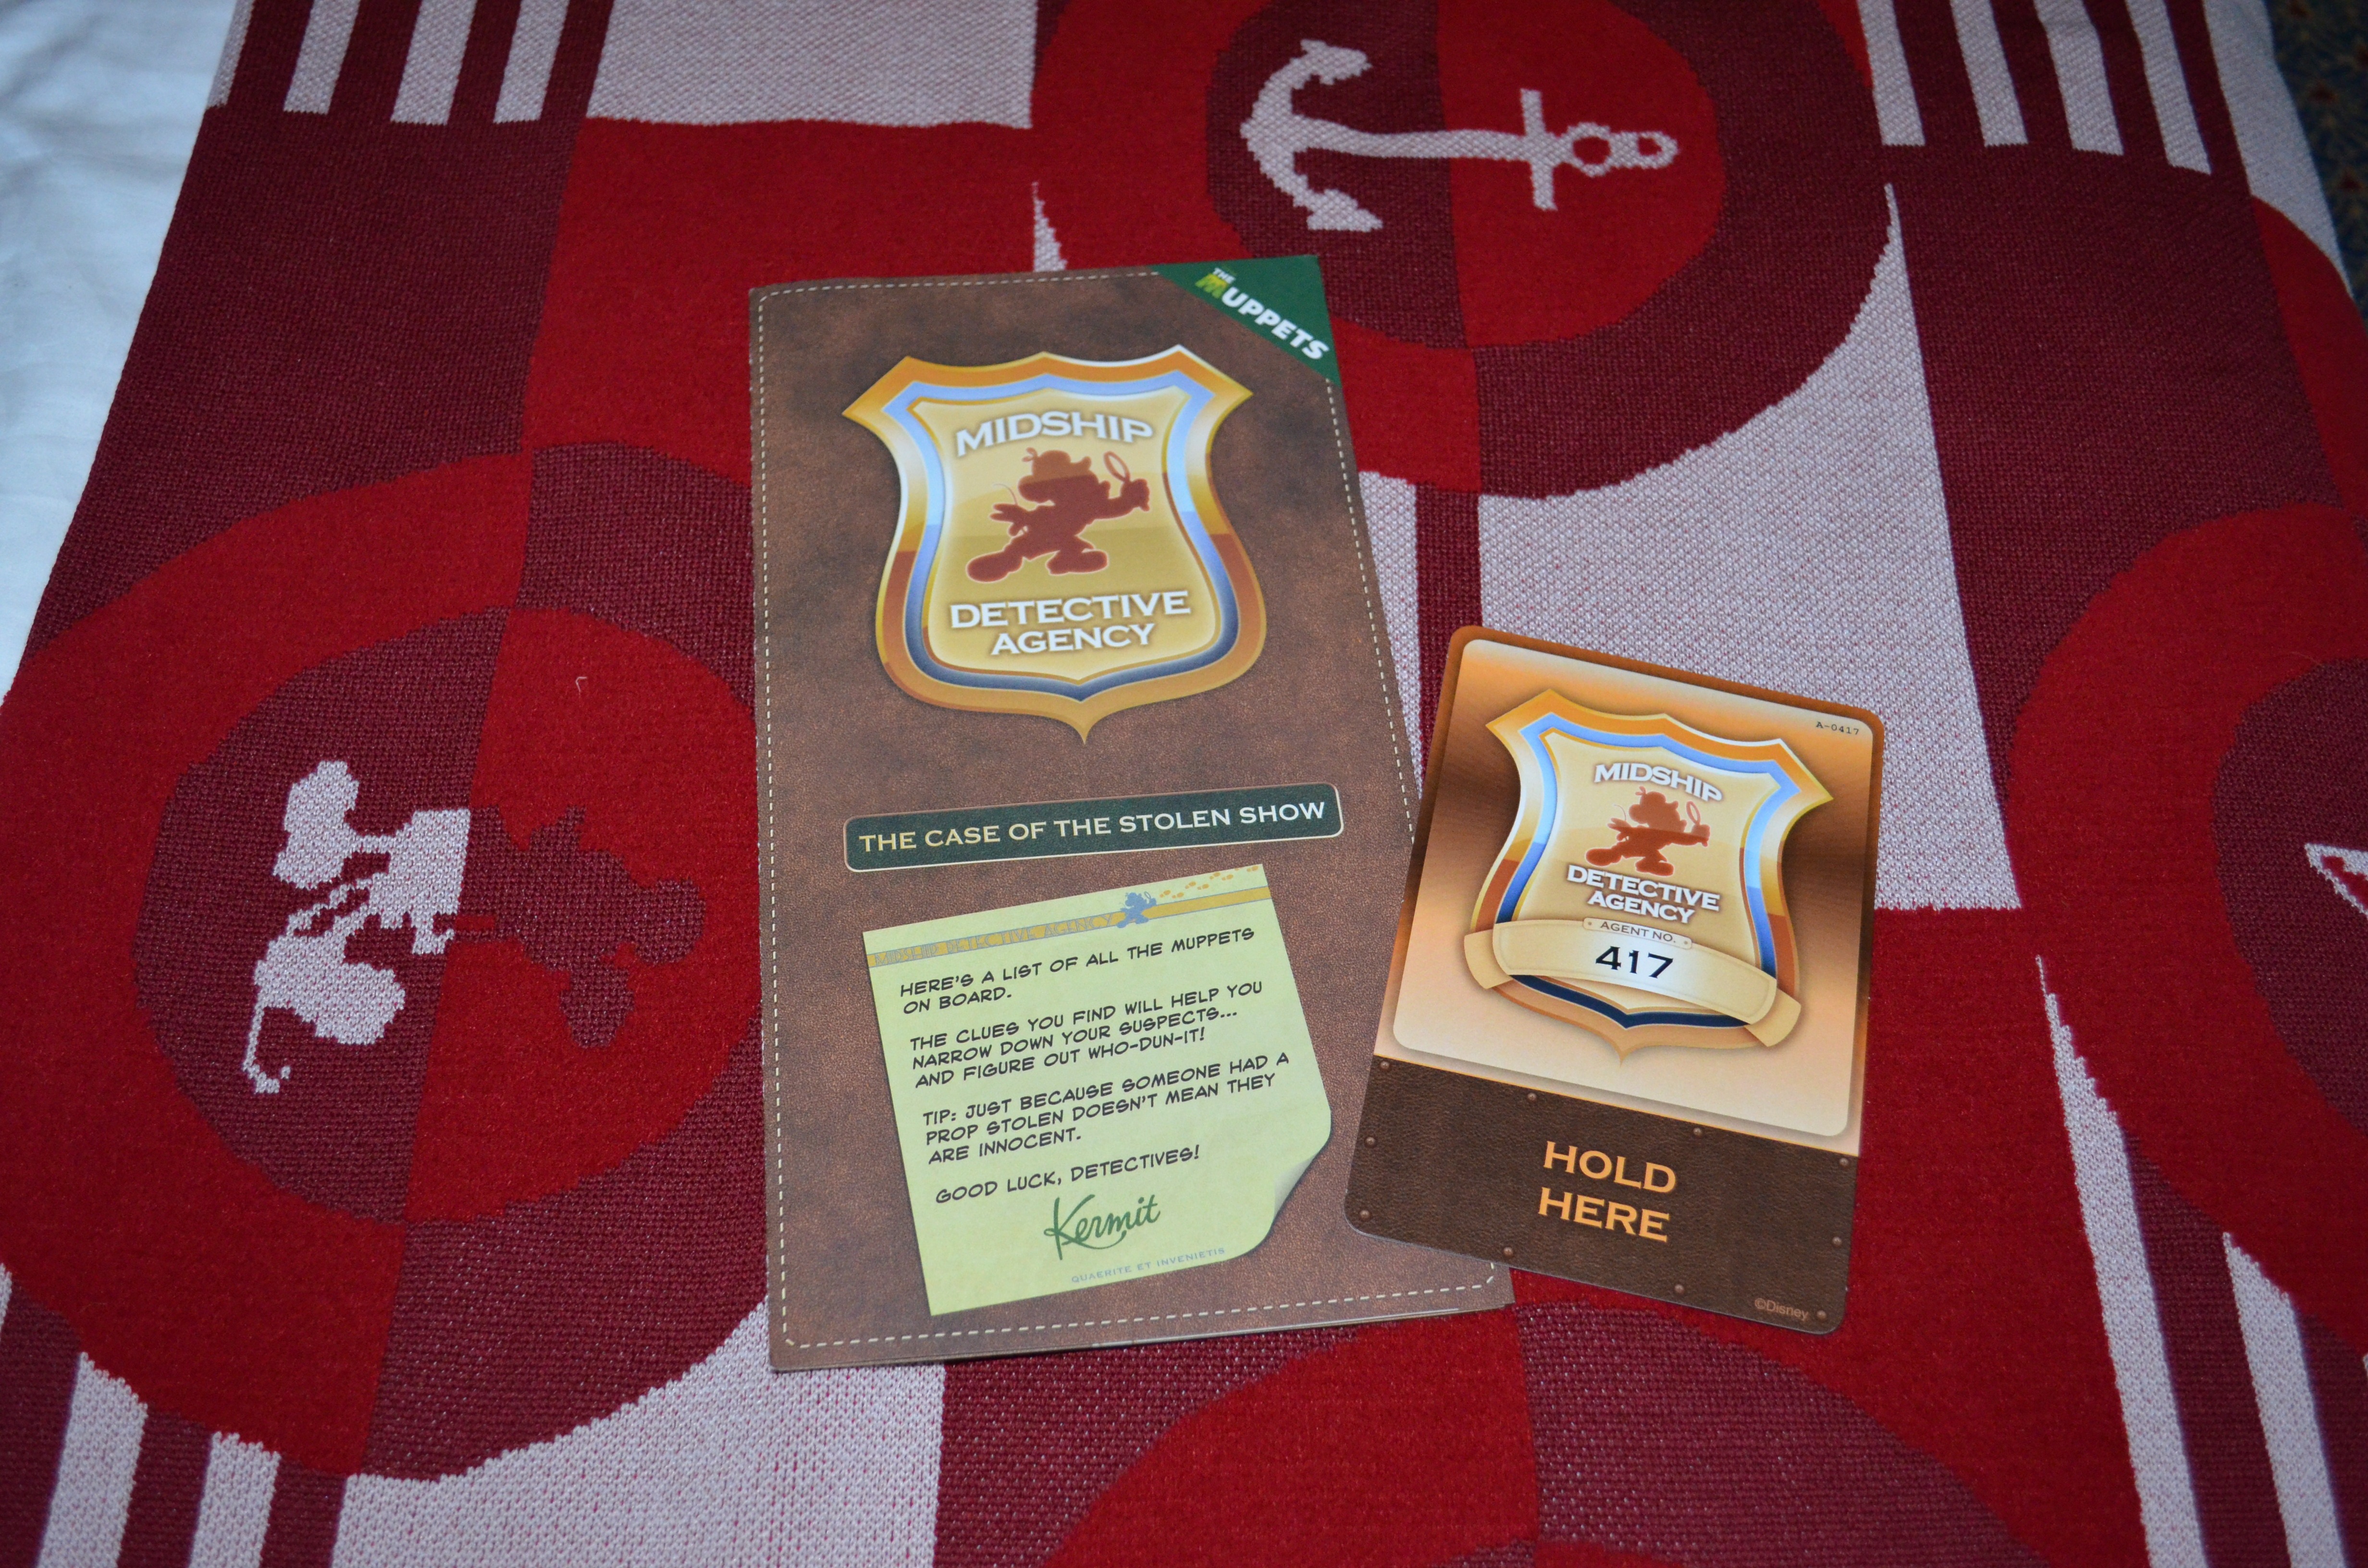 THE
MUPPETS
MIDSHIP
DETECTIVE
AGENCY
THE CASE OF THE STOLEN SHOW
MIDSHIP DETECTIVE AGENCY
HERE'S A LIST OF ALL THE MUPPETS
ON BOARD.
THE CLUES YOU FIND WILL HELP YOU
NARROW DOWN YOUR SUSPECTS...
AND FIGURE OUT WHO-DUN-IT!
TIP: JUST BECAUSE SOMEONE HAD A
PROP STOLEN DOESN'T MEAN THEY
ARE INNOCENT.
GOOD LUCK, DETECTIVES!
Kermit
QUAERITE ET INVENIETIS
A-0417
MIDSHIP
DETECTIVE
AGENCY
AGENT NO.
417
HOLD
HERE
©Disney